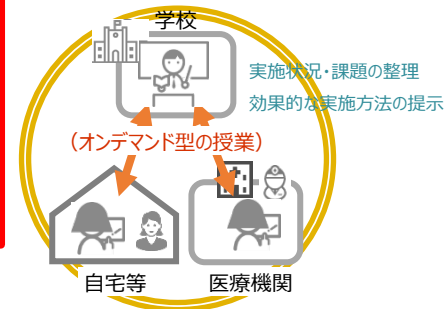 学校
実施状況・課題の整理
効果的な実施方法の提示
(オンデマンド型の授業)
自宅等
医療機関